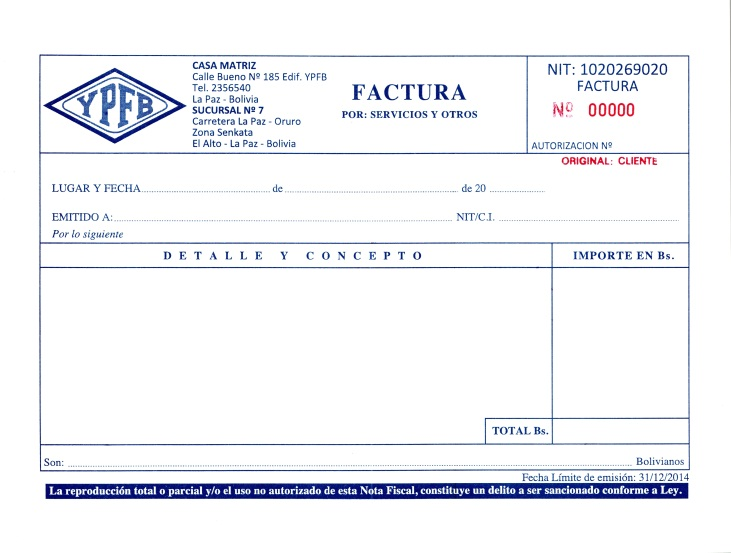 YPFB
CASA MATRIZ
Calle Bueno Nº 185 Edif. YPFB
Tel. 2356540
La Paz - Bolivia
SUCURSAL Nº 7
Carretera La Paz - Oruro
Zona Senkata
El Alto - La Paz - Bolivia
FACTURA
POR: SERVICIOS Y OTROS
NIT: 1020269020
FACTURA
Nº 00000
AUTORIZACION Nº
ORIGINAL: CLIENTE
LUGAR Y FECHA de de 20
EMITIDO A: NIT/C.I.
Por lo siguiente
DETALLE Y CONCEPTO IMPORTE EN Bs.
TOTAL Bs.
Son: Bolivianos
Fecha Límite de emisión: 31/12/2014
La reproducción total o parcial y/o el uso no autorizado de esta Nota Fiscal, constituye un delito a ser sancionado conforme a Ley.